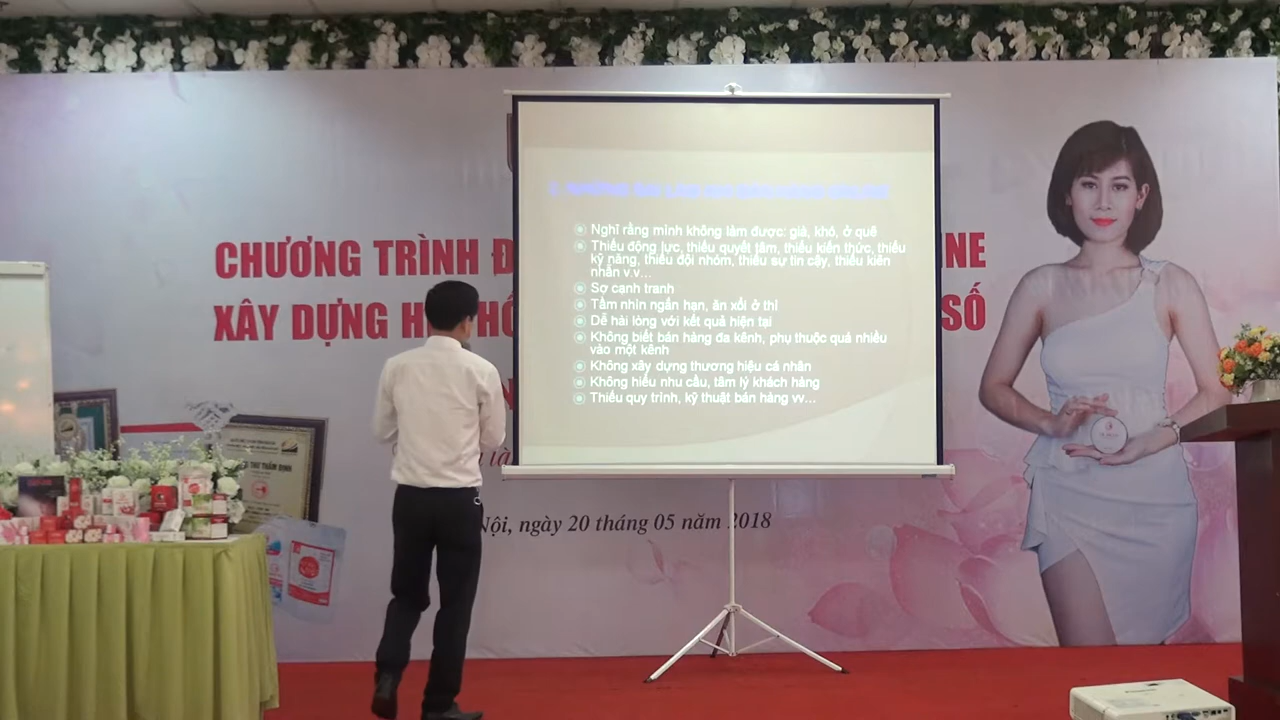 CHƯƠNG TRÌNH Đ
INE
XÂY DỰNG
SỐ
Nghĩ rằng mình không làm được: già, khó, ở quê
Thiếu động lực, thiếu quyết tâm, thiếu kiến thức, thiếu
kỹ năng, thiếu đội nhóm, thiếu sự tin cậy, thiếu kiên
nhẫn v.v...
Sợ cạnh tranh
Tầm nhìn ngắn hạn, ăn xổi ở thì
Dễ hài lòng với kết quả hiện tại
Không biết bán hàng đa kênh, phụ thuộc quá nhiều
vào một kênh
Không xây dựng thương hiệu cá nhân
Không hiểu nhu cầu, tâm lý khách hàng
Thiếu quy trình, kỹ thuật bán hàng vv...
Nội, ngày 20 tháng 05 năm 2018
THƯ THẨM ĐỊNH